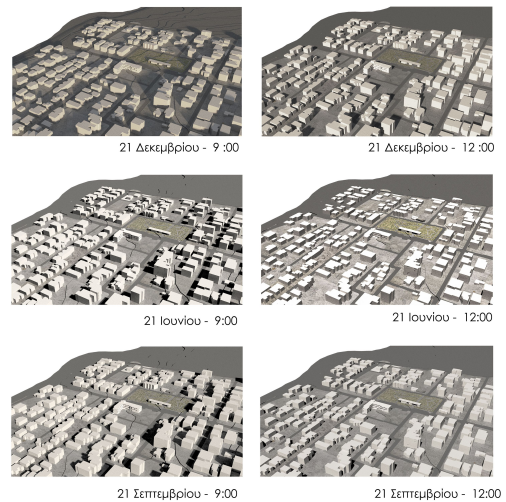 21 Δεκεμβρίου - 9 :00
21 Δεκεμβρίου - 12 :00
21 Ιουνίου - 9:00
21 Ιουνίου - 12:00
21 Σεπτεμβρίου - 9:00
21 Σεπτεμβρίου - 12:00